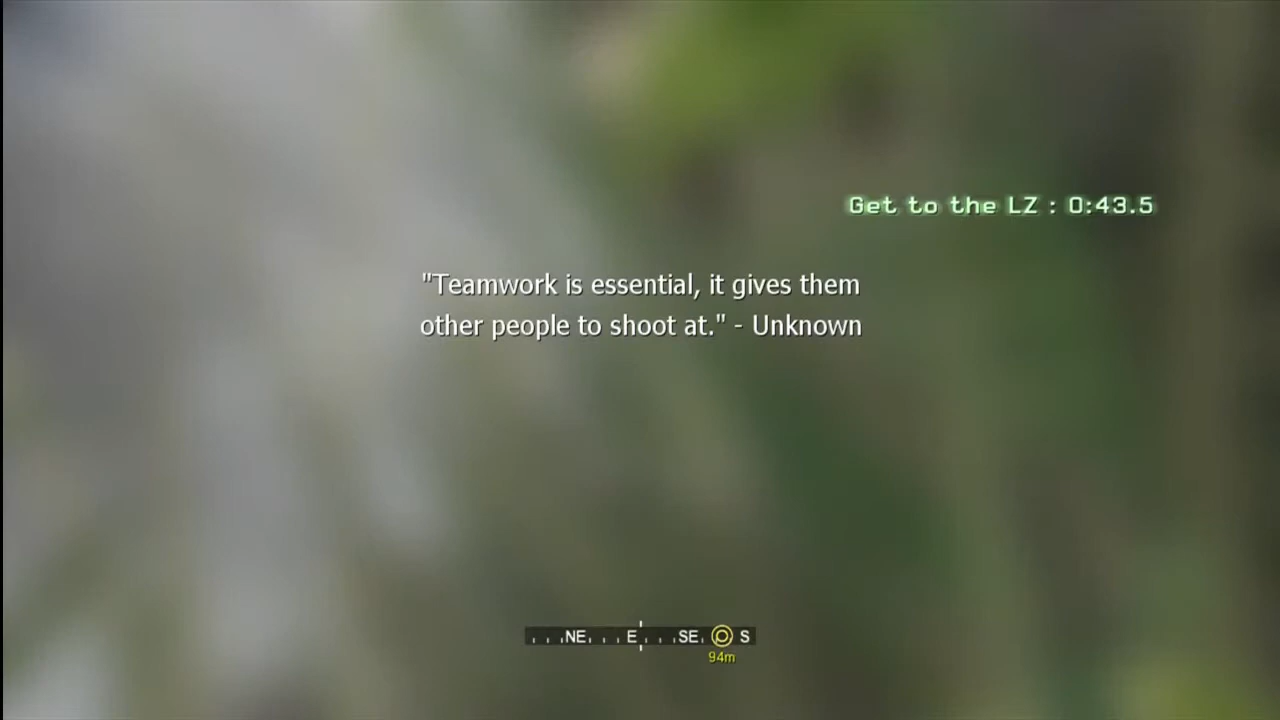 Get to the LZ : 0:43.5
"Teamwork is essential, it gives them
other people to shoot at." - Unknown
NE E SE S
94m